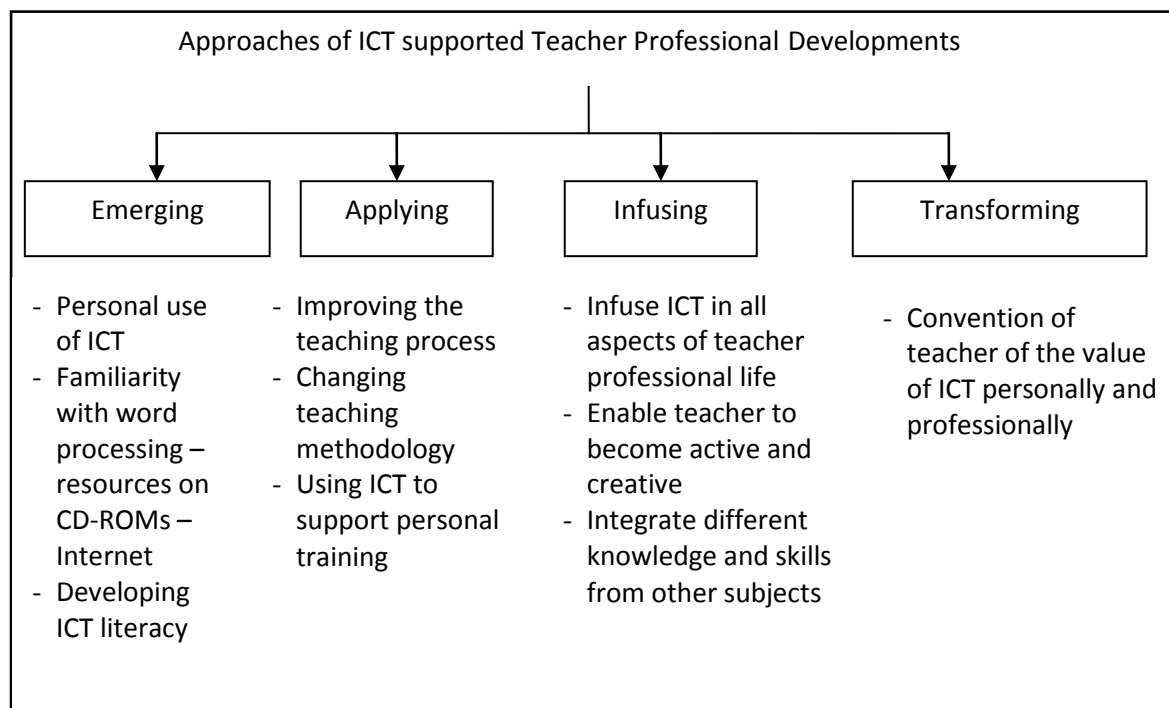 Approaches of ICT supported Teacher Professional Developments
Emerging
Applying
Infusing
Transforming
- Personal use
of ICT
- Familiarity
with word
processing –
resources on
CD-ROMs –
Internet
- Developing
ICT literacy
- Improving the
teaching process
- Changing
teaching
methodology
- Using ICT to
support personal
training
- Infuse ICT in all
aspects of teacher
professional life
- Enable teacher to
become active and
creative
- Integrate different
knowledge and skills
from other subjects
- Convention of
teacher of the value
of ICT personally and
professionally